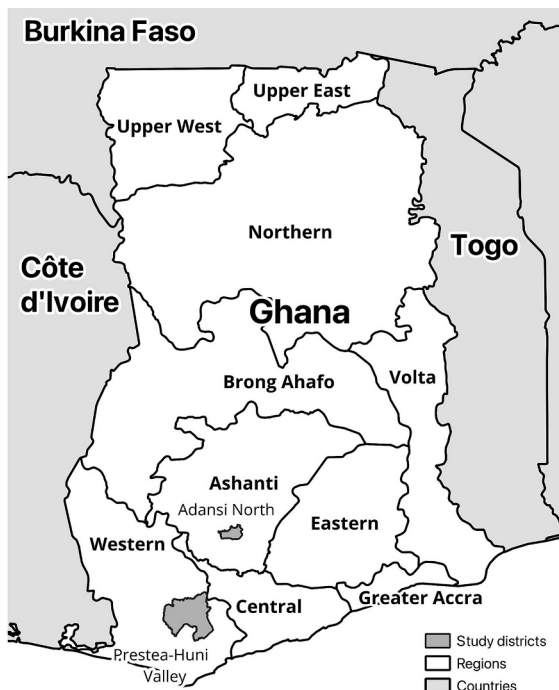 Burkina Faso
Upper East
Upper West
Northern
Togo
Côte
d'Ivoire
Ghana
Volta
Brong Ahafo
Ashanti
Adansi North
Eastern
Western
Greater Accra
Central
Prestea-Huni
Valley
Study districts
Regions
Countries